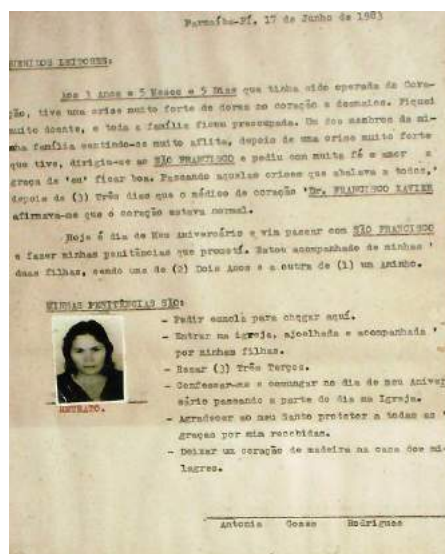 Parnaíba-Pí, 17 de Junho de 1983
QUERIDOS LEITORES:
Aos 3 Anos e 5 Meses e 5 Dias que tinha sido operada de Cora-
ção, tive uma crise muito forte de dores no coração e desmaios. Fiquei
muito doente, e toda a família ficou preocupada. Um dos membros da mi-
nha família sentindo-se muito aflita, depois de uma crise muito forte
que tive, dirigiu-se ao SÃO FRANCISCO e pediu com muita fé e amor a
graça de 'eu' ficar boa. Passando aquelas crises que abalava a todos,'
depois de (3) Três dias que o médico de coração 'Dr. FRANCISCO XAVIER
afirmava-me que o coração estava normal.
Hoje é dia de Meu Aniversário e vim passar com SÃO FRANCISCO
e fazer minhas penitências que prometí. Estou acompanhado de minhas '
duas filhas, sendo uma de (2) Dois Anos e a outra de (1) um Aninho.
MINHAS PENITÊNCIAS SÃO:
- Pedir esmola para chegar aquí.
- Entrar na igreja, ajoelhada e acompanhada '
por minhas filhas.
- Rezar (3) Três Terços.
- Confessar-me e comungar no dia de meu Aniver
sário passando a parte do dia na Igreja.
- Agradecer ao meu Santo protetor a todas as '
graças por mim recebidas.
- Deixar um coração de madeira na casa dos mi-
lagres.
RETRATO.
Antonia Gomes Rodrigues